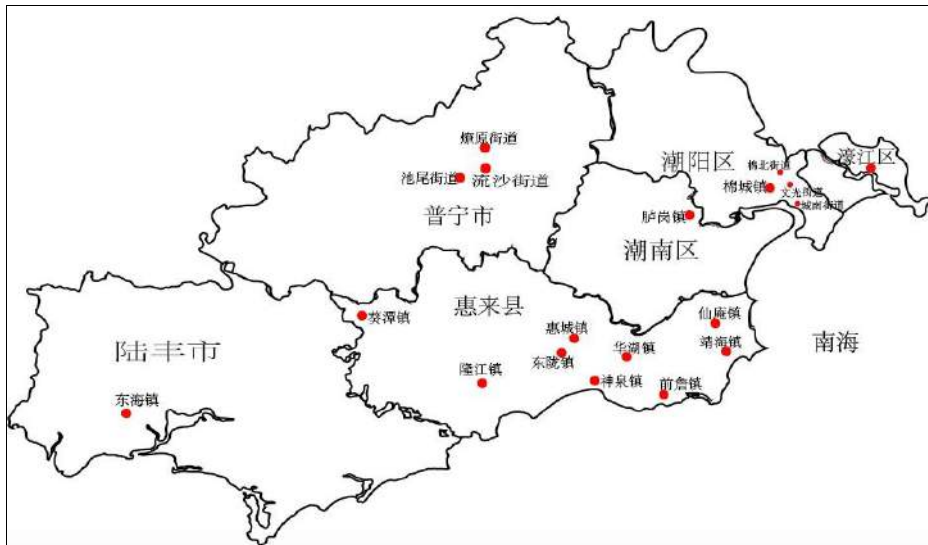 燎原街道
池尾街道
流沙街道
普宁市
潮阳区
棉北街道
棉城镇
文光街道
城南街道
濠江区
胪岗镇
潮南区
葵潭镇
惠来县
惠城镇
东陇镇
隆江镇
华湖镇
神泉镇
仙庵镇
靖海镇
前詹镇
南海
陆丰市
东海镇